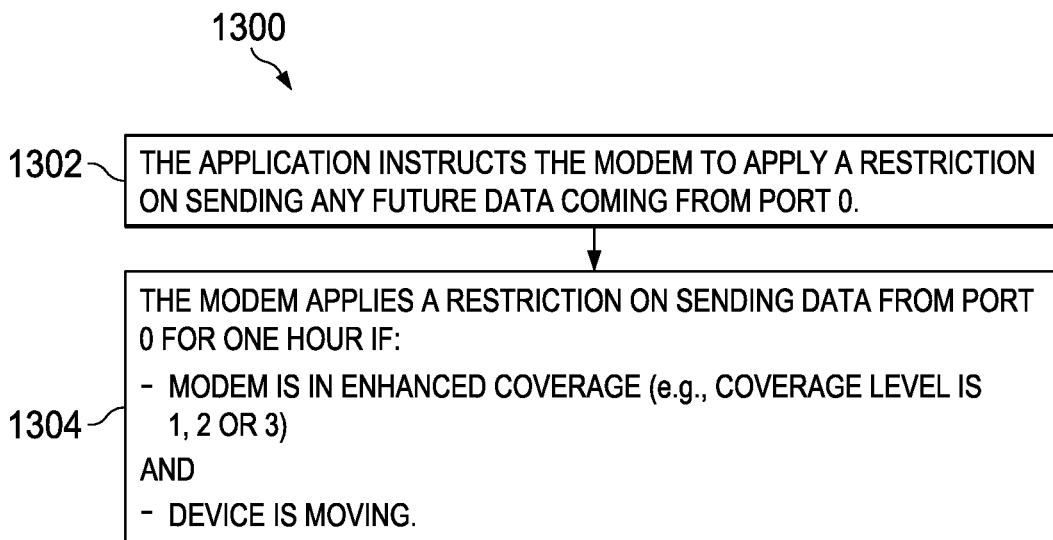 1300
1302
THE APPLICATION INSTRUCTS THE MODEM TO APPLY A RESTRICTION
ON SENDING ANY FUTURE DATA COMING FROM PORT 0.
1304
THE MODEM APPLIES A RESTRICTION ON SENDING DATA FROM PORT
0 FOR ONE HOUR IF:
- MODEM IS IN ENHANCED COVERAGE (e.g., COVERAGE LEVEL IS
1, 2 OR 3)
AND
- DEVICE IS MOVING.